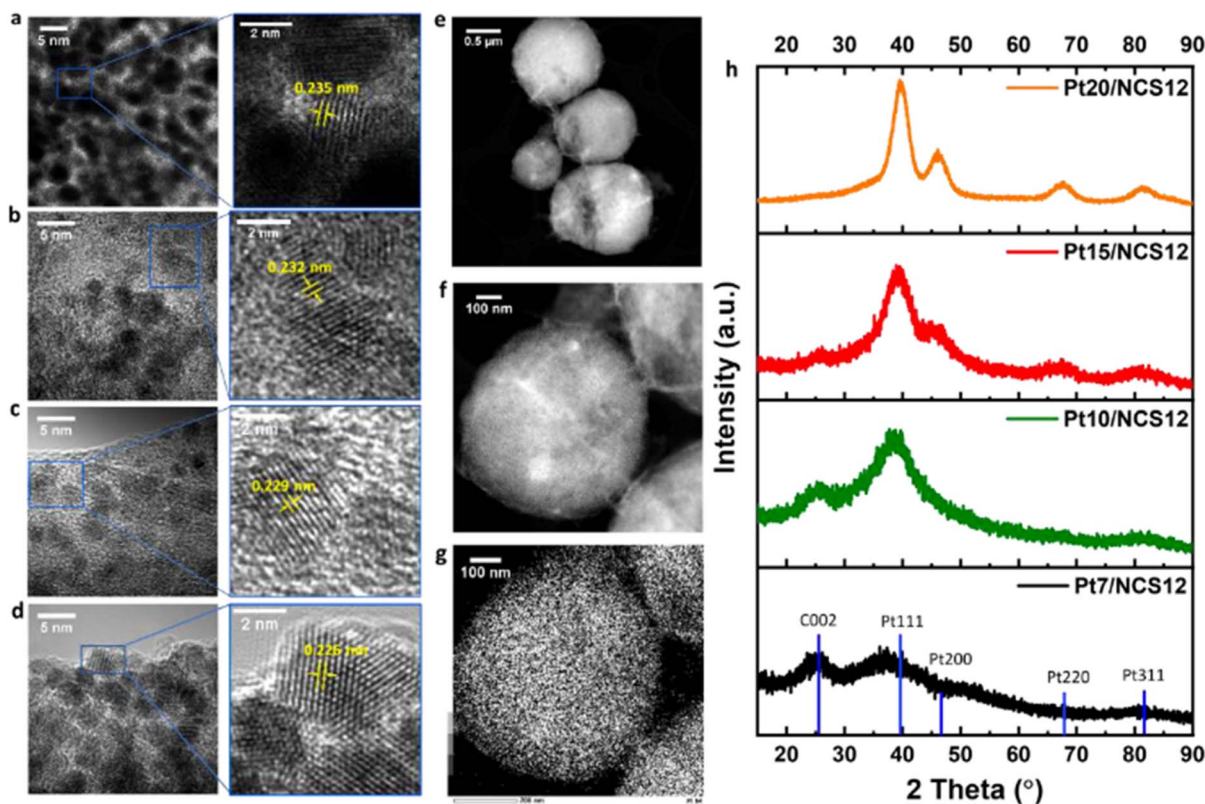 a
5 nm
2 nm
0.235 nm
b
5 nm
2 nm
0.232 nm
c
5 nm
2 nm
0.229 nm
d
5 nm
2 nm
0.226 nm
e
0.5 µm
f
100 nm
g
100 nm
200 nm
h
20 30 40 50 60 70 80 90
Pt20/NCS12
Pt15/NCS12
Pt10/NCS12
Pt7/NCS12
C002
Pt111
Pt200
Pt220
Pt311
Intensity (a.u.)
20 30 40 50 60 70 80 90
2 Theta (°)